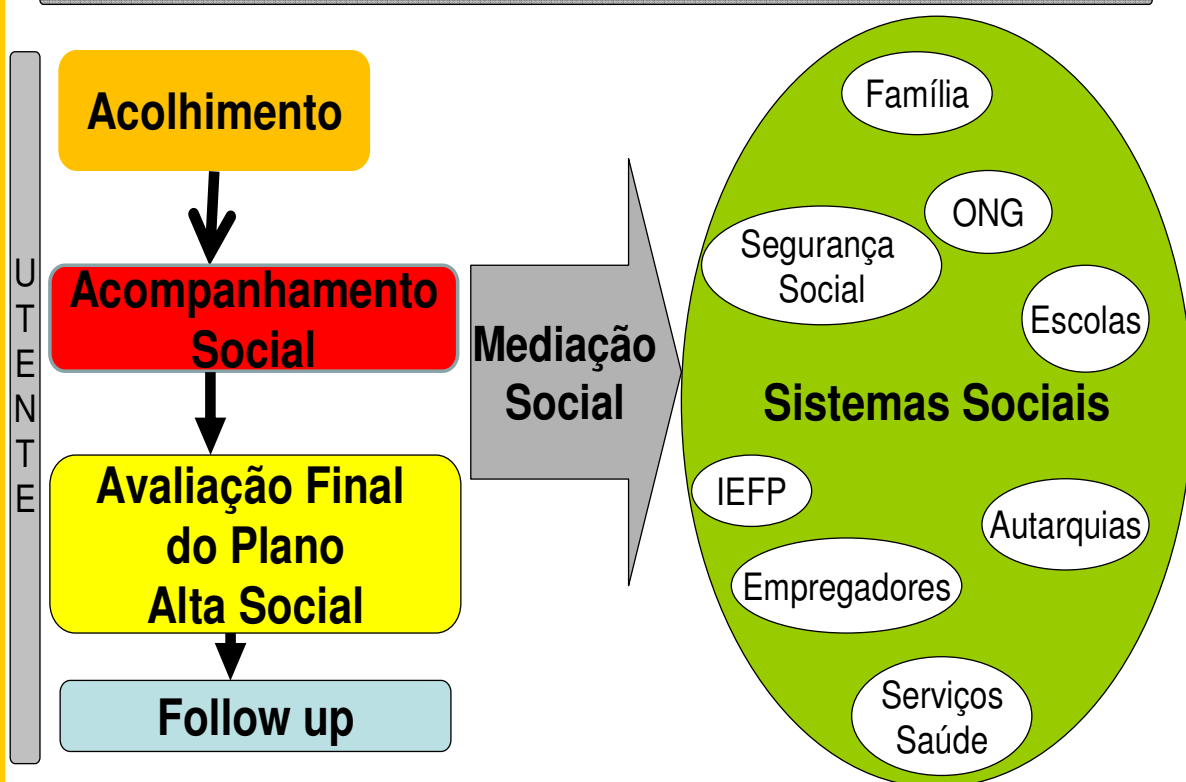 UTENTE
Acolhimento
Acompanhamento
Social
Avaliação Final
do Plano
Alta Social
Follow up
Mediação
Social
Família
ONG
Segurança
Social
Escolas
Sistemas Sociais
IEFP
Autarquias
Empregadores
Serviços
Saúde